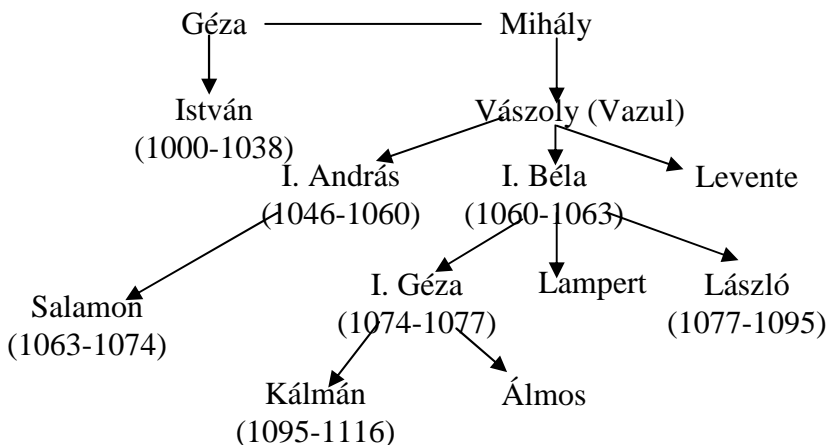 Géza Mihály
István
(1000-1038)
Vászoly (Vazul)
I. András
(1046-1060)
I. Béla
(1060-1063)
Levente
Salamon
(1063-1074)
I. Géza
(1074-1077)
Lampert
László
(1077-1095)
Kálmán
(1095-1116)
Álmos